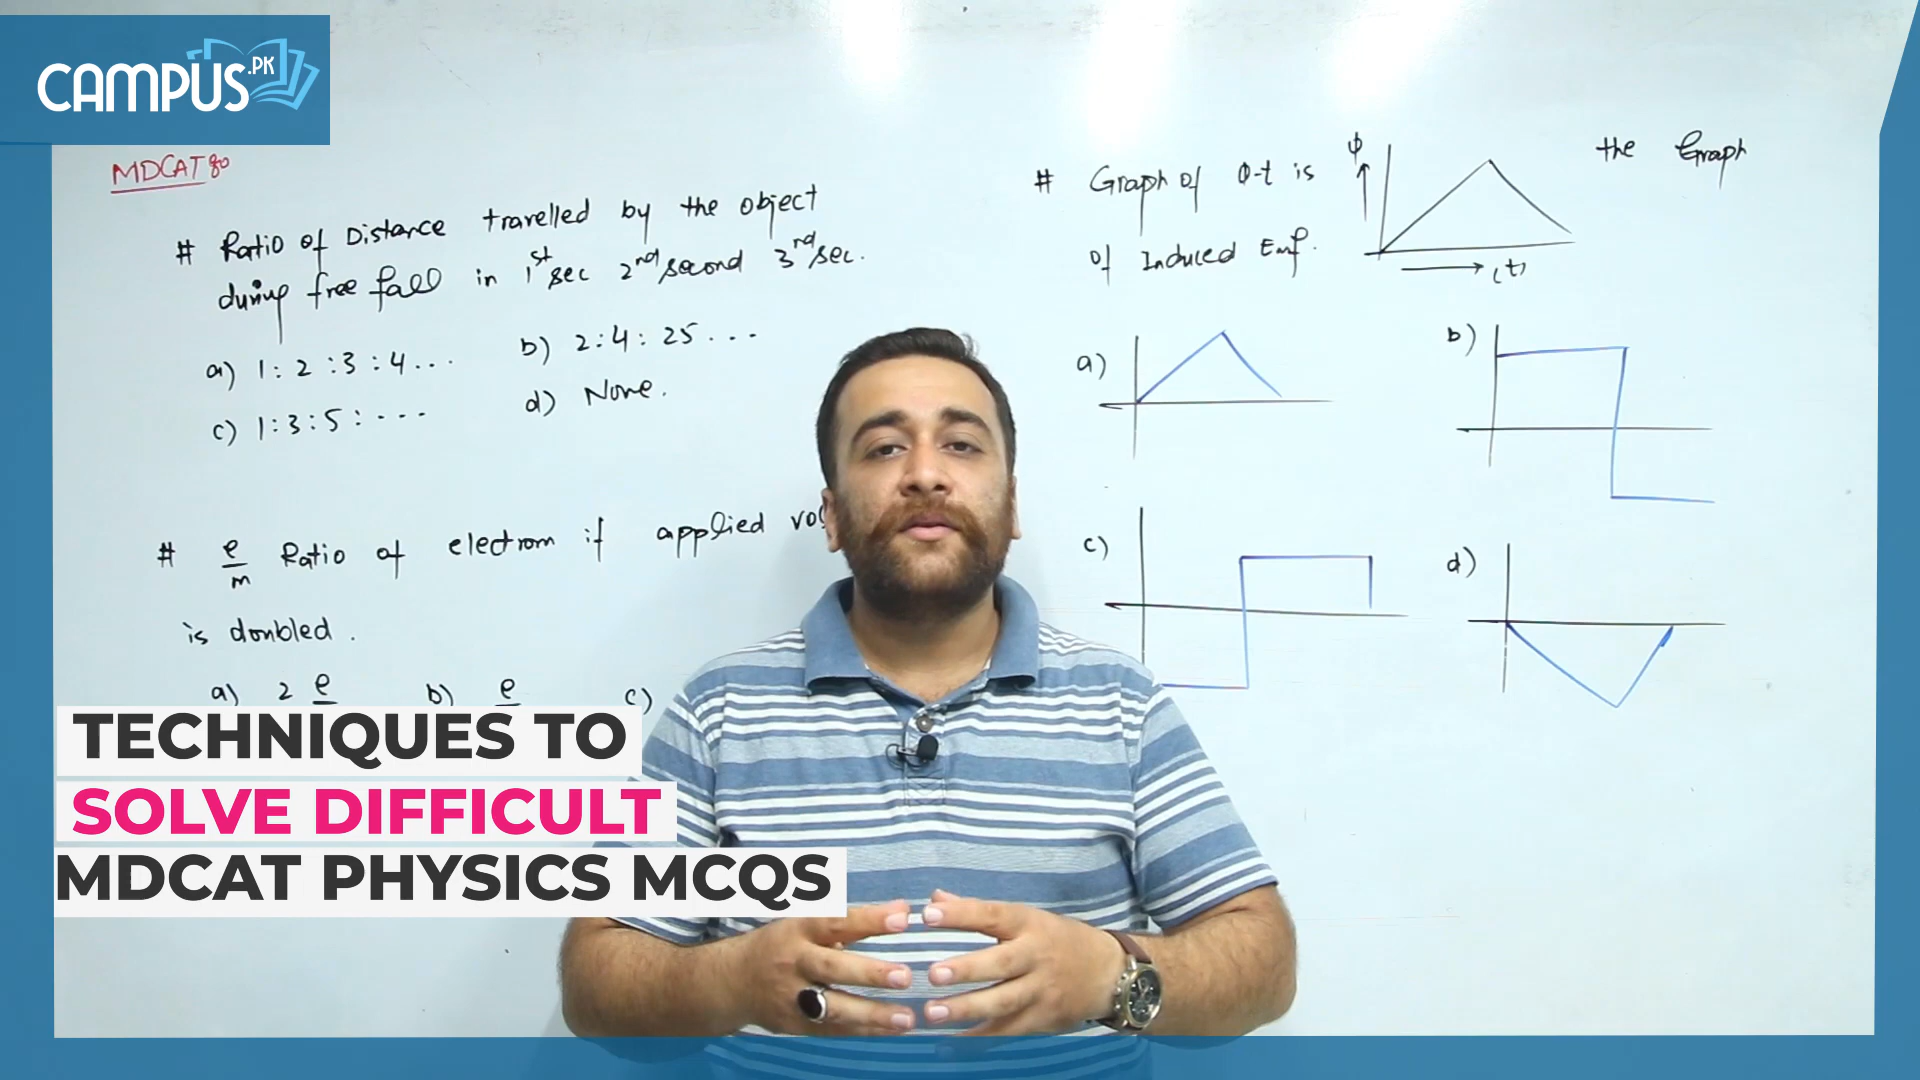 CAMPUS.PK
MDCAT 80
# Ratio of Distance travelled by the object
during free fall in 1st sec 2nd second 3rd sec.
a) 1 : 2 : 3 : 4 . . .
b) 2 : 4 : 25 . . .
c) 1 : 3 : 5 : - - -
d) None.
# e/m Ratio of electron if applied
is doubled .
a) 2 e
b) e
c)
# Graph of Φ-t is
Φ
(t)
the Graph
of Induced Emf.
a)
b)
c)
d)
TECHNIQUES TO
SOLVE DIFFICULT
MDCAT PHYSICS MCQS